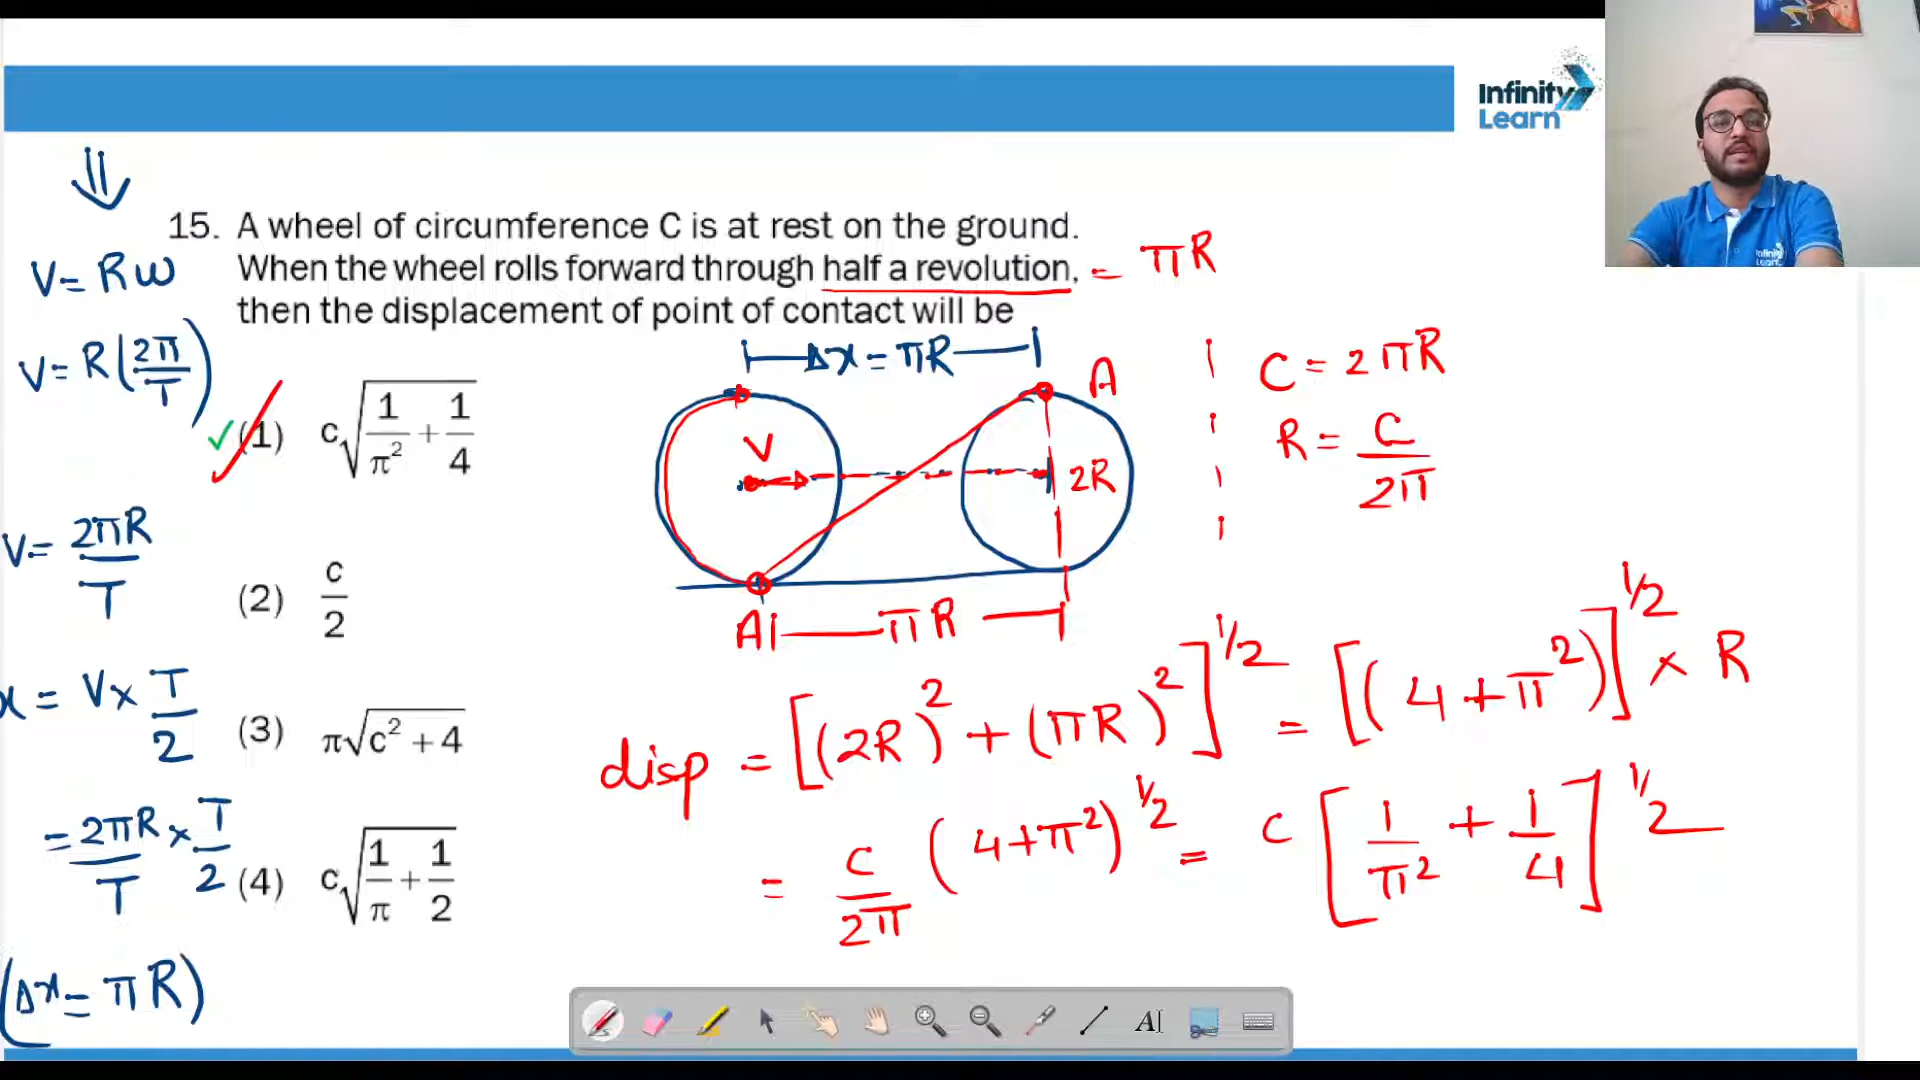 Infinity
Learn
15. A wheel of circumference C is at rest on the ground.
When the wheel rolls forward through half a revolution,
then the displacement of point of contact will be
= πR
V = Rω
V = R(2π/T)
V = 2πR/T
x = V × T/2
= 2πR/T × T/2
(Δx = πR)
✓(1) c√(1/π² + 1/4)
(2) c/2
(3) π√(c² + 4)
(4) c√(1/π + 1/2)
Δx = πR
A
V
2R
A
πR
C = 2πR
R = C/2π
disp = [(2R)² + (πR)²]^1/2 = [(4 + π²)]^1/2 × R
= C/2π (4 + π²)^1/2 = C [1/π² + 1/4]^1/2
Infinity
Learn
A